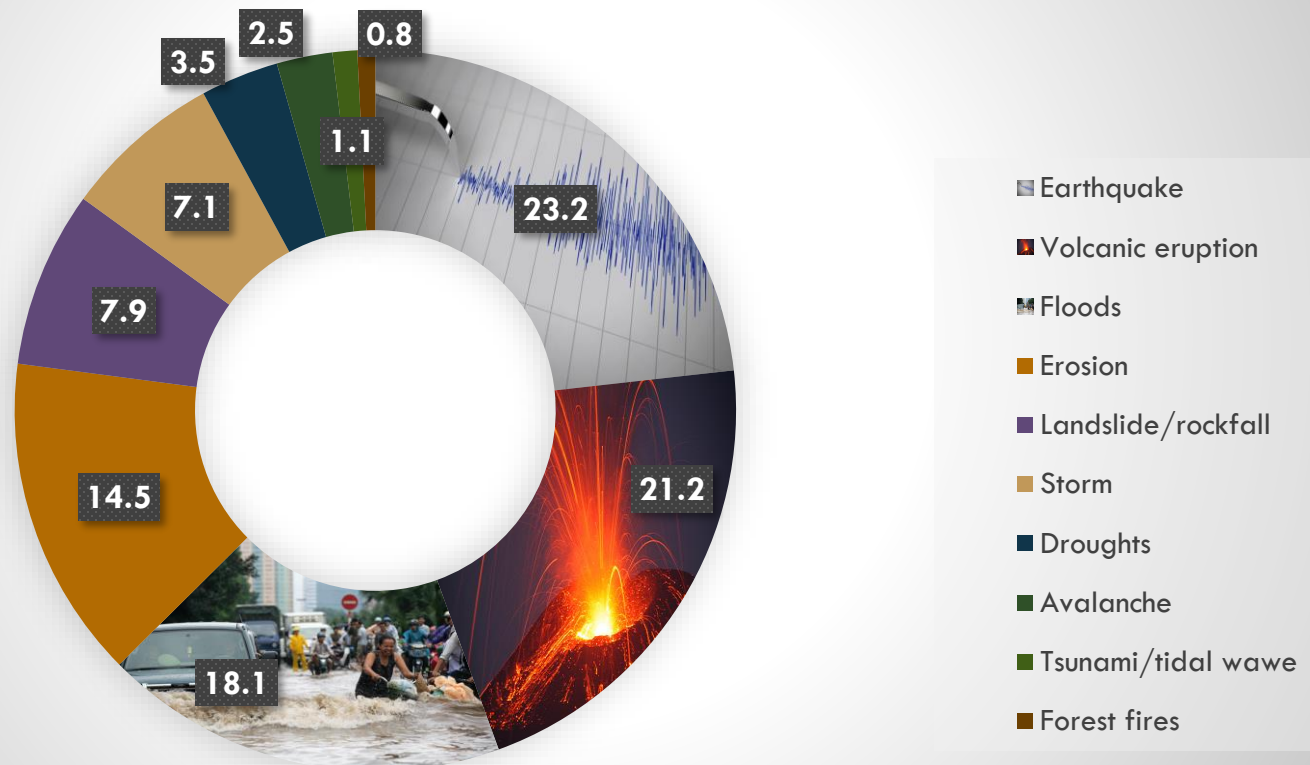 2.5
0.8
3.5
1.1
7.1
23.2
7.9
21.2
14.5
18.1
Earthquake
Volcanic eruption
Floods
Erosion
Landslide/rockfall
Storm
Droughts
Avalanche
Tsunami/tidal wawe
Forest fires